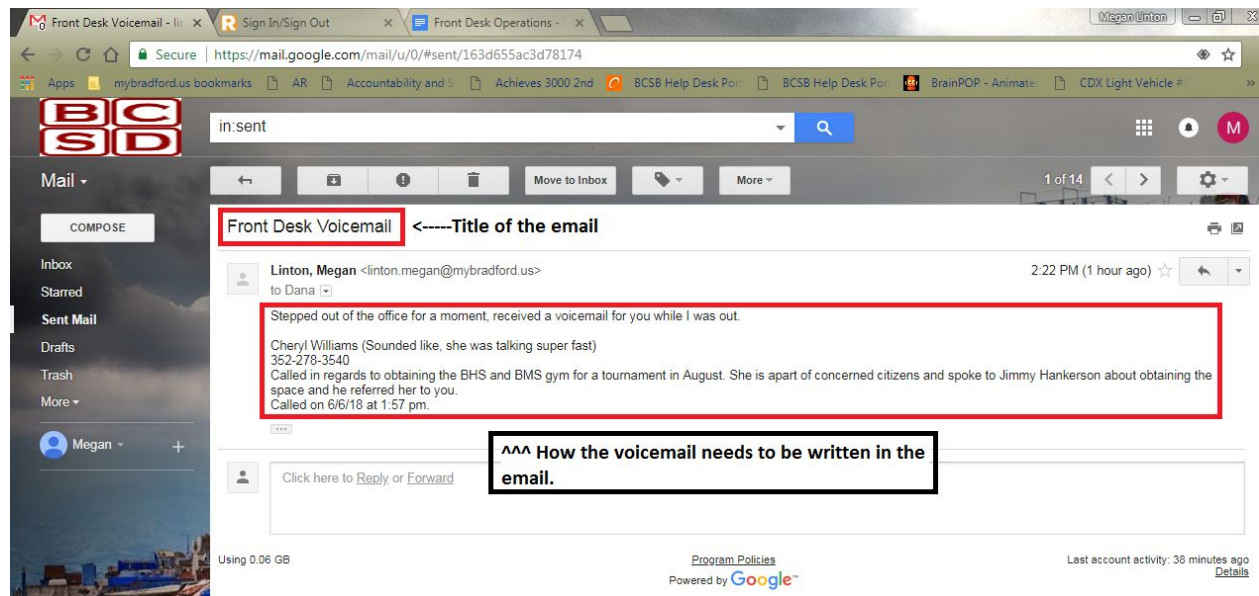 Front Desk Voicemail - lin
Sign In/Sign Out
Front Desk Operations -
Megan Linton
Secure
https://mail.google.com/mail/u/0/#sent/163d655ac3d78174
Apps
mybradford.us bookmarks
AR
Accountability and S
Achieves 3000 2nd
BCSB Help Desk Por
BCSB Help Desk Por
BrainPOP - Animate
CDX Light Vehicle #
»
BC
SD
in:sent
M
Mail
Move to Inbox
More
1 of 14
COMPOSE
Front Desk Voicemail
<-----Title of the email
Inbox
Starred
Sent Mail
Drafts
Trash
More
Megan
+
Linton, Megan <linton.megan@mybradford.us>
2:22 PM (1 hour ago)
to Dana
Stepped out of the office for a moment, received a voicemail for you while I was out.
Cheryl Williams (Sounded like, she was talking super fast)
352-278-3540
Called in regards to obtaining the BHS and BMS gym for a tournament in August. She is apart of concerned citizens and spoke to Jimmy Hankerson about obtaining the
space and he referred her to you.
Called on 6/6/18 at 1:57 pm.
...
^^^ How the voicemail needs to be written in the
email.
Click here to Reply or Forward
Using 0.06 GB
Program Policies
Powered by Google™
Last account activity: 38 minutes ago
Details